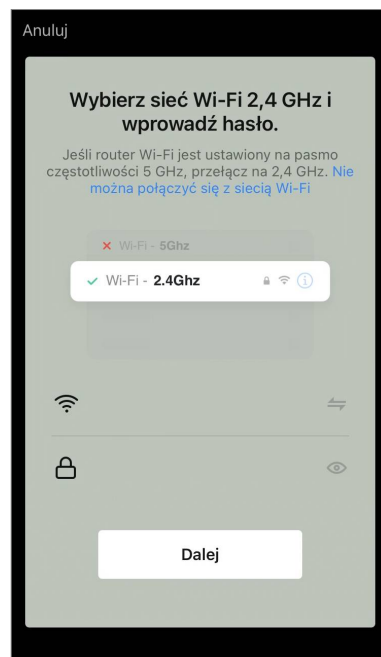 Anuluj
Wybierz sieć Wi-Fi 2,4 GHz i
wprowadź hasło.
Jeśli router Wi-Fi jest ustawiony na pasmo
częstotliwości 5 GHz, przełącz na 2,4 GHz. Nie
można połączyć się z siecią Wi-Fi
Wi-Fi - 5Ghz
Wi-Fi - 2.4Ghz
Dalej